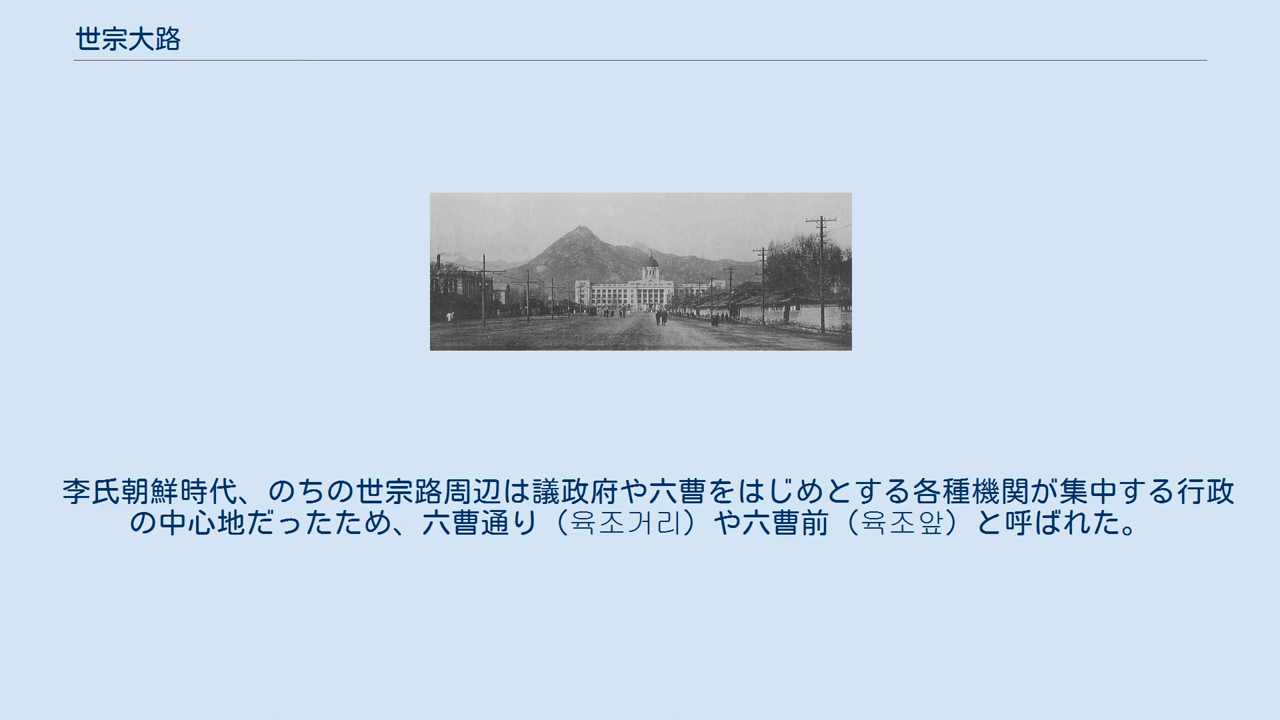 世宗大路
李氏朝鮮時代、のちの世宗路周辺は議政府や六曹をはじめとする各種機関が集中する行政
の中心地だったため、六曹通り（육조거리）や六曹前（육조앞）と呼ばれた。